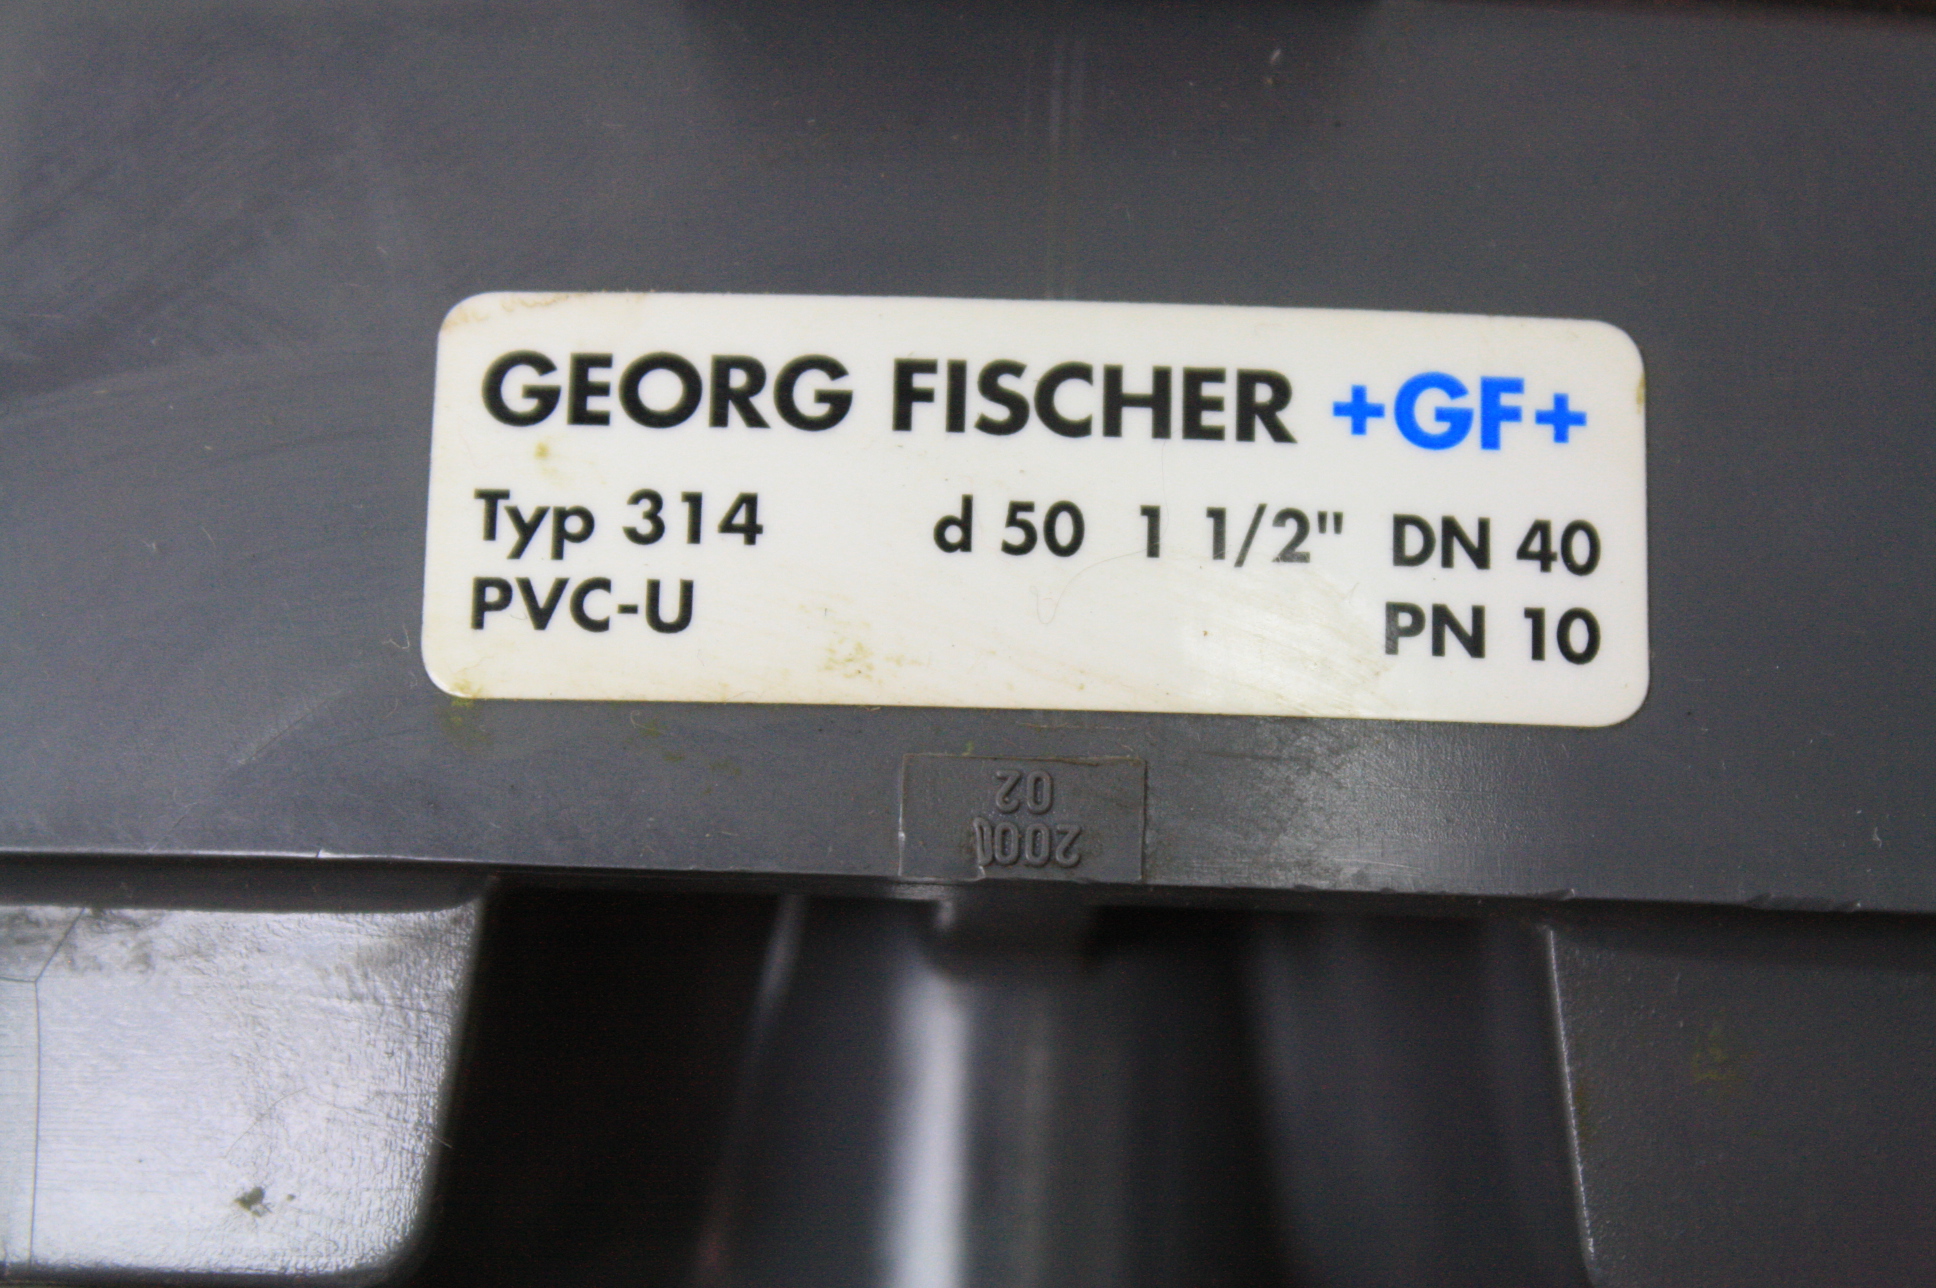 GEORG FISCHER +GF+
Typ 314 d 50 1 1/2" DN 40
PVC-U PN 10
02
2001